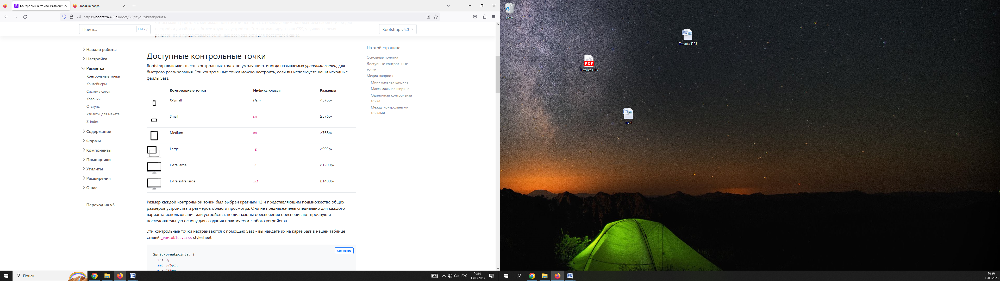 Контрольные точки. Разметка
Новая вкладка
https://bootstrap-5.ru/docs/5.0/layout/breakpoints/
Поиск...
Ctrl + /
Bootstrap v5.0
Начало работы
Настройка
Разметка
Контрольные точки
Контейнеры
Система сеток
Колонки
Отступы
Утилиты для макета
Z-index
Содержание
Формы
Компоненты
Помощники
Утилиты
Расширения
О нас
Переход на v5
Доступные контрольные точки
Bootstrap включает шесть контрольных точек по умолчанию, иногда называемых уровнями сетки, для
быстрого реагирования. Эти контрольные точки можно настроить, если вы используете наши исходные
файлы Sass.
Контрольные точки Инфикс класса Размеры
X-Small Нет <576px
Small sm ≥576px
Medium md ≥768px
Large lg ≥992px
Extra large xl ≥1200px
Extra extra large xxl ≥1400px
Размер каждой контрольной точки был выбран кратным 12 и представляющим подмножество общих
размеров устройства и размеров области просмотра. Они не предназначены специально для каждого
варианта использования или устройства, но диапазоны обеспечения обеспечивают прочную и
последовательную основу для создания практически любого устройства.
Эти контрольные точки настраиваются с помощью Sass - вы найдете их на карте Sass в нашей таблице
стилей _variables.scss stylesheet.
Копировать
$grid-breakpoints: (
xs: 0,
sm: 576px,
md: 768px
На этой странице
Основные понятия
Доступные контрольные
точки
Медиа-запросы
Минимальная ширина
Максимальная ширина
Одиночная контрольная
точка
Между контрольными
точками
ркси
Титенко ПР5
PDF
Титенко ПР5
пр 4
Поиск
РУС
16:26
13.03.2023
16:26
13.03.2023